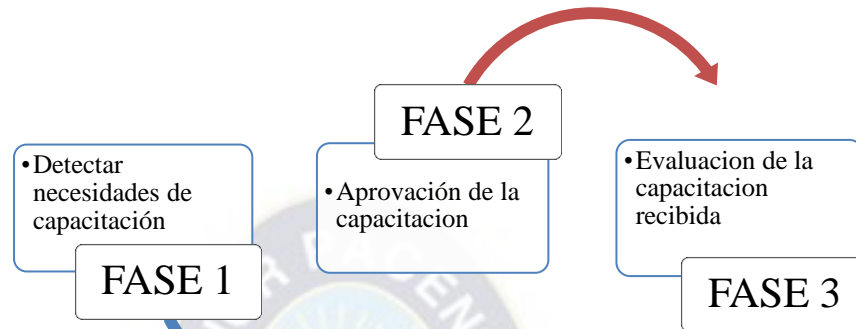 •Detectar
necesidades de
capacitación
FASE 1
FASE 2
•Aprovación de la
capacitacion
•Evaluacion de la
capacitacion
recibida
FASE 3